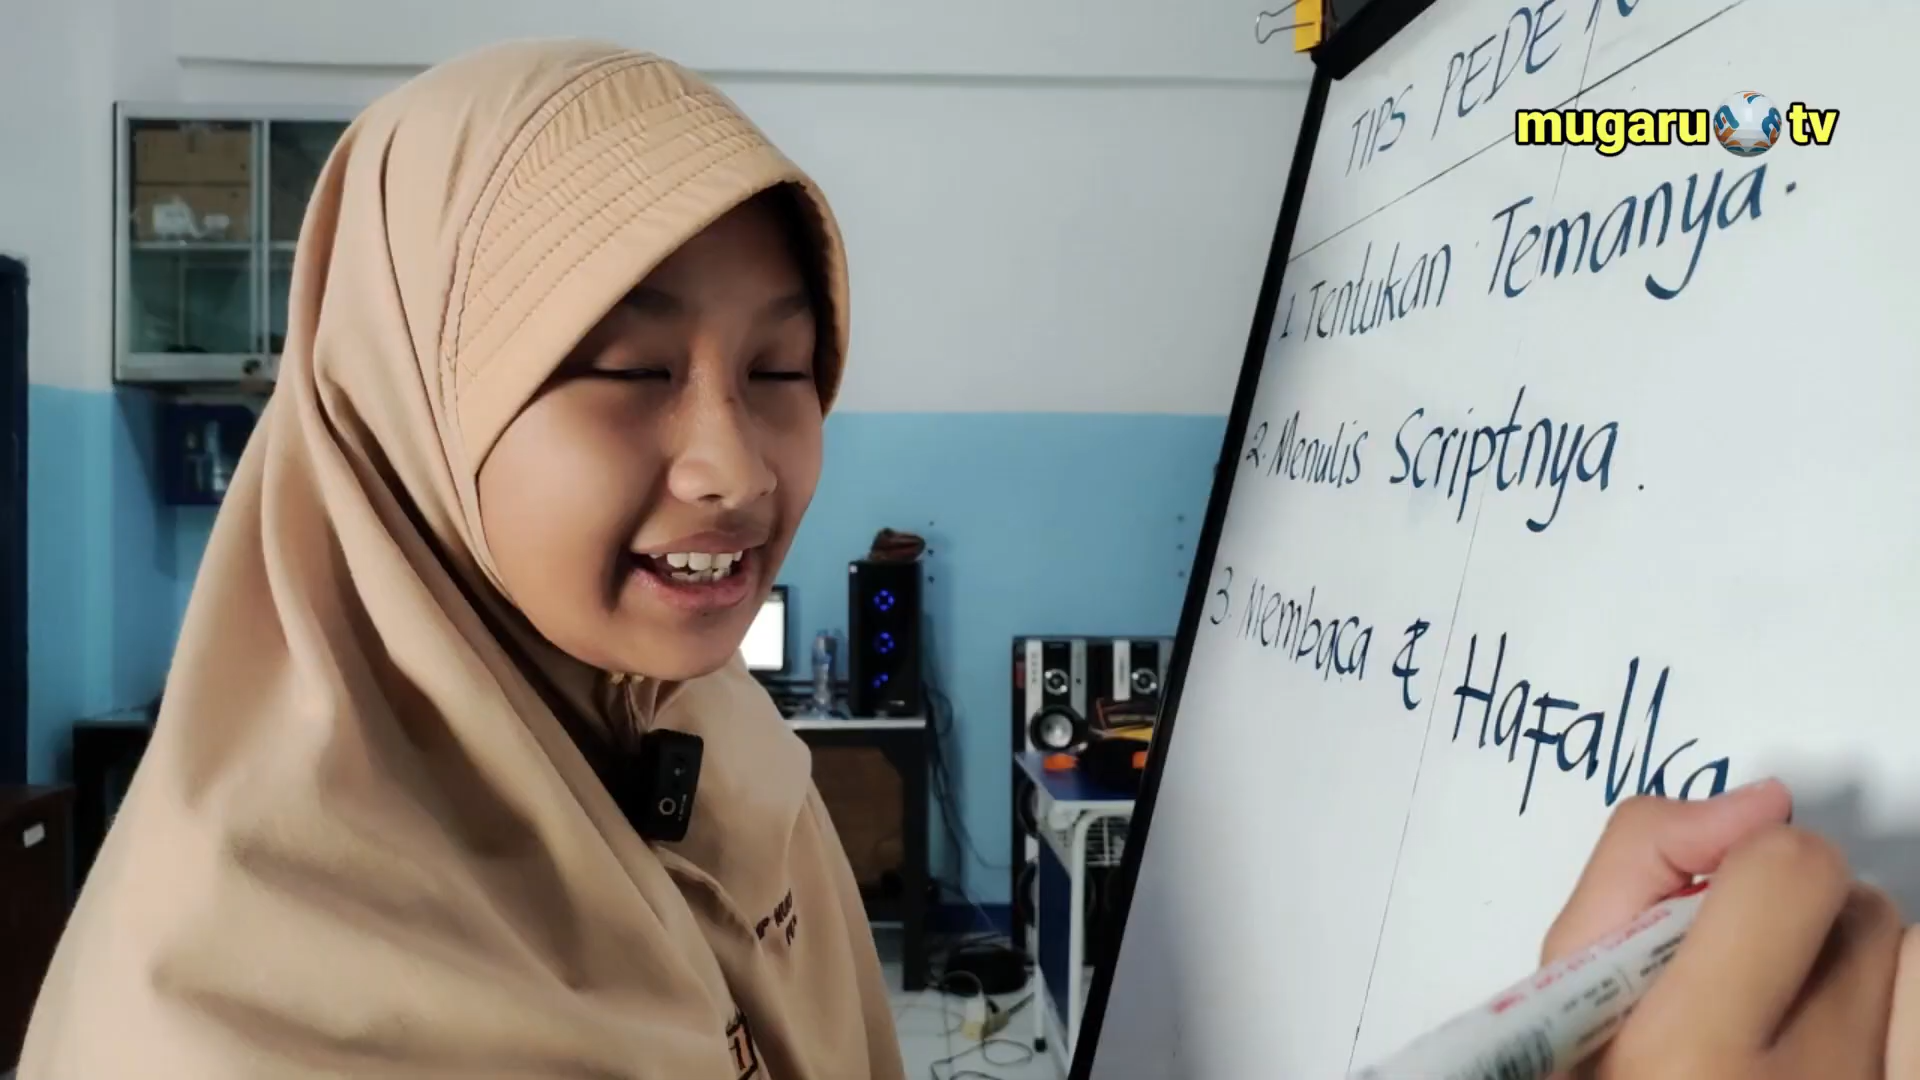 TIPS PEDE
mugaru tv
1. Tentukan Temanya.
2. Menulis Scriptnya.
3. Membaca & Hafalka